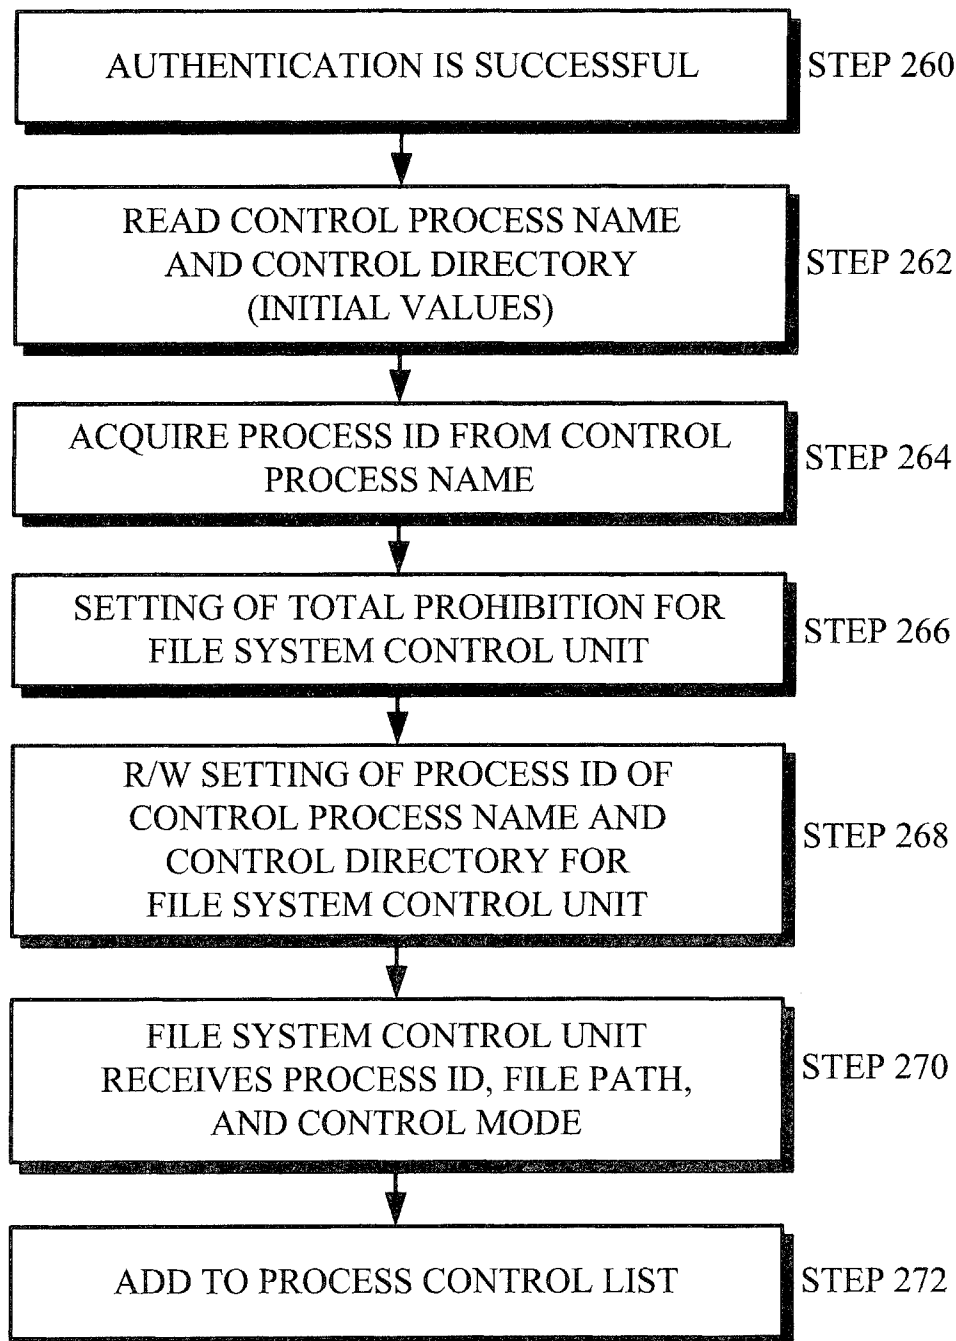 AUTHENTICATION IS SUCCESSFUL
STEP 260
READ CONTROL PROCESS NAME
AND CONTROL DIRECTORY
(INITIAL VALUES)
STEP 262
ACQUIRE PROCESS ID FROM CONTROL
PROCESS NAME
STEP 264
SETTING OF TOTAL PROHIBITION FOR
FILE SYSTEM CONTROL UNIT
STEP 266
R/W SETTING OF PROCESS ID OF
CONTROL PROCESS NAME AND
CONTROL DIRECTORY FOR
FILE SYSTEM CONTROL UNIT
STEP 268
FILE SYSTEM CONTROL UNIT
RECEIVES PROCESS ID, FILE PATH,
AND CONTROL MODE
STEP 270
ADD TO PROCESS CONTROL LIST
STEP 272